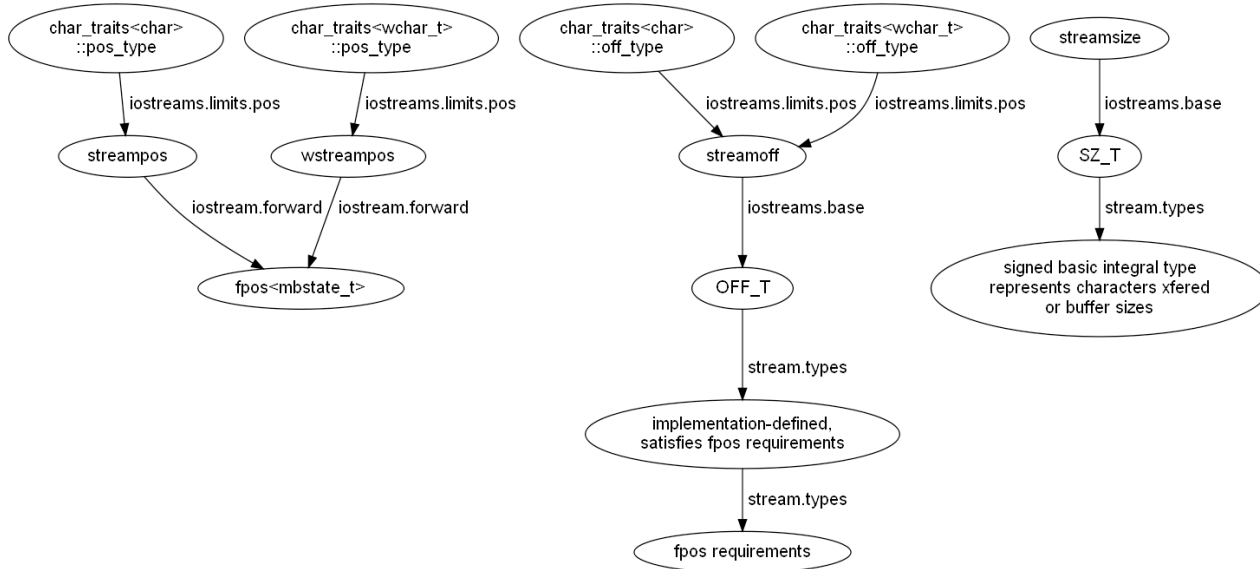 char_traits<char>
::pos_type
char_traits<wchar_t>
::pos_type
char_traits<char>
::off_type
char_traits<wchar_t>
::off_type
streamsize
iostreams.limits.pos
iostreams.limits.pos
iostreams.limits.pos
iostreams.limits.pos
iostreams.base
streampos
wstreampos
streamoff
SZ_T
iostream.forward
iostream.forward
iostreams.base
stream.types
fpos<mbstate_t>
OFF_T
signed basic integral type
represents characters xfered
or buffer sizes
stream.types
implementation-defined,
satisfies fpos requirements
stream.types
fpos requirements